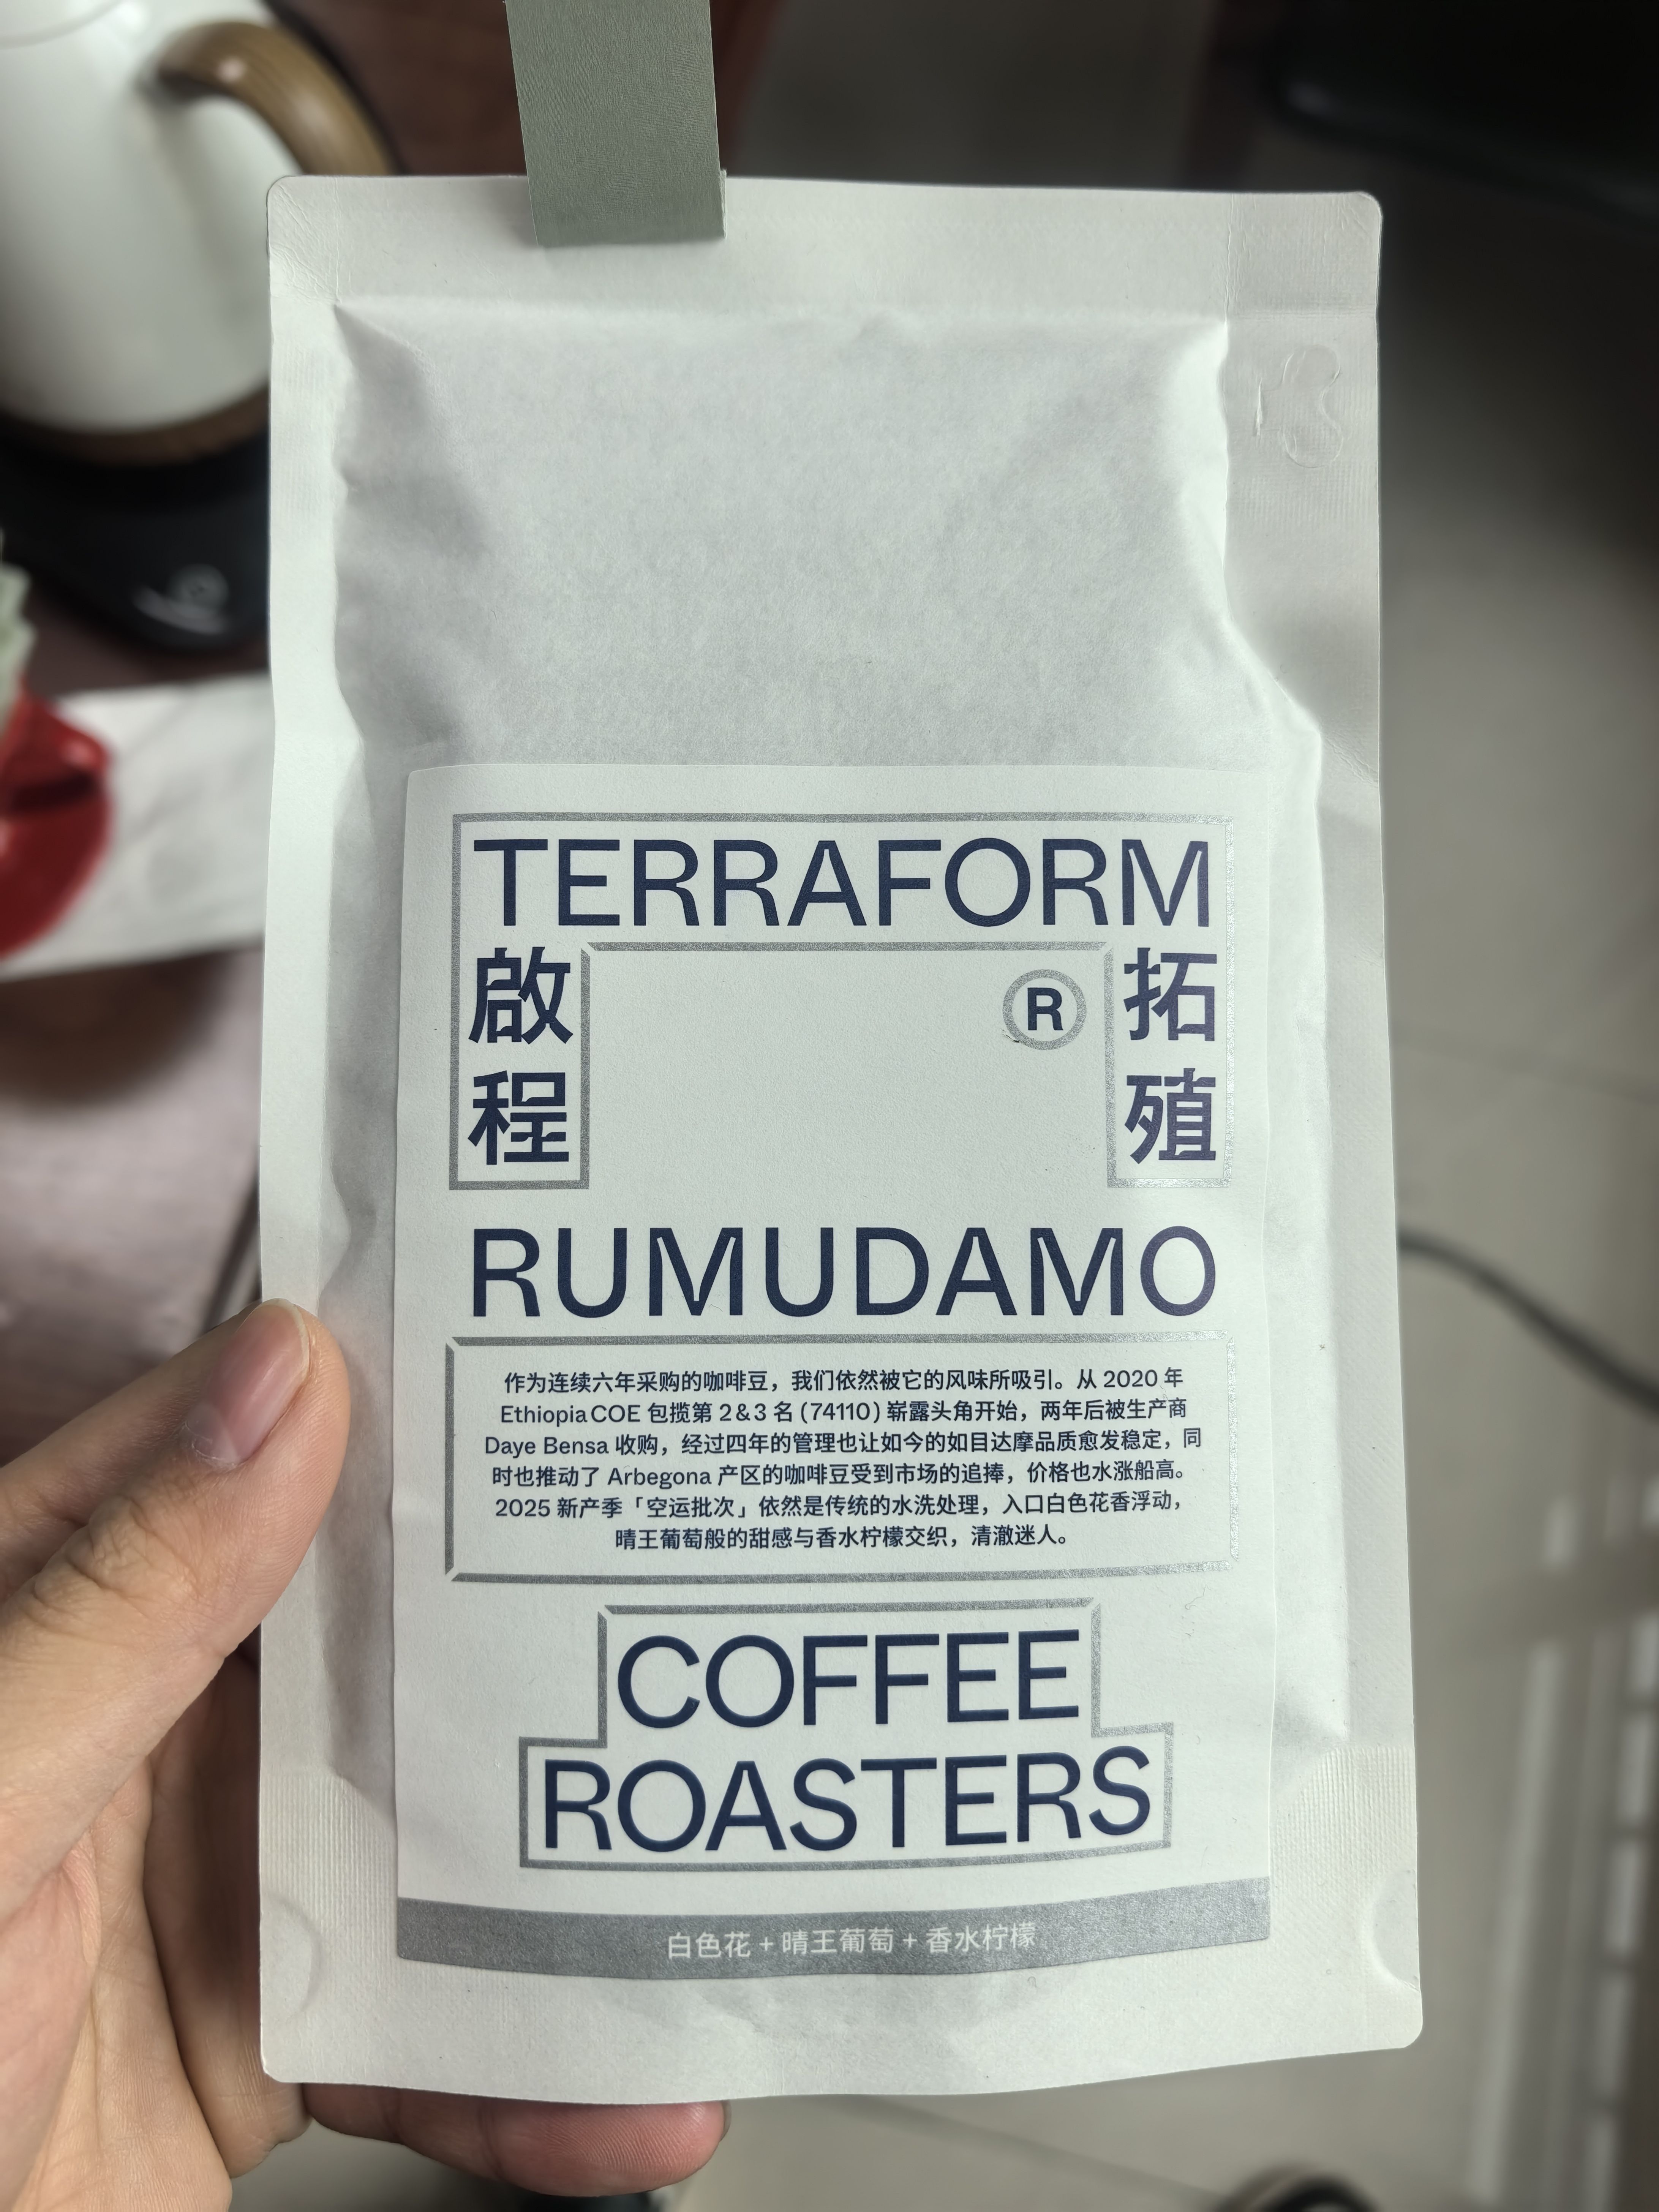 TERRAFORM
啟程
拓殖
®
RUMUDAMO
作为连续六年采购的咖啡豆，我们依然被它的风味所吸引。从 2020 年
Ethiopia COE 包揽第 2&3 名 (74110) 崭露头角开始，两年后被生产商
Daye Bensa 收购，经过四年的管理也让如今的如目达摩品质愈发稳定，同
时也推动了 Arbegona 产区的咖啡豆受到市场的追捧，价格也水涨船高。
2025 新产季「空运批次」依然是传统的水洗处理，入口白色花香浮动，
晴王葡萄般的甜感与香水柠檬交织，清澈迷人。
COFFEE
ROASTERS
白色花 + 晴王葡萄 + 香水柠檬